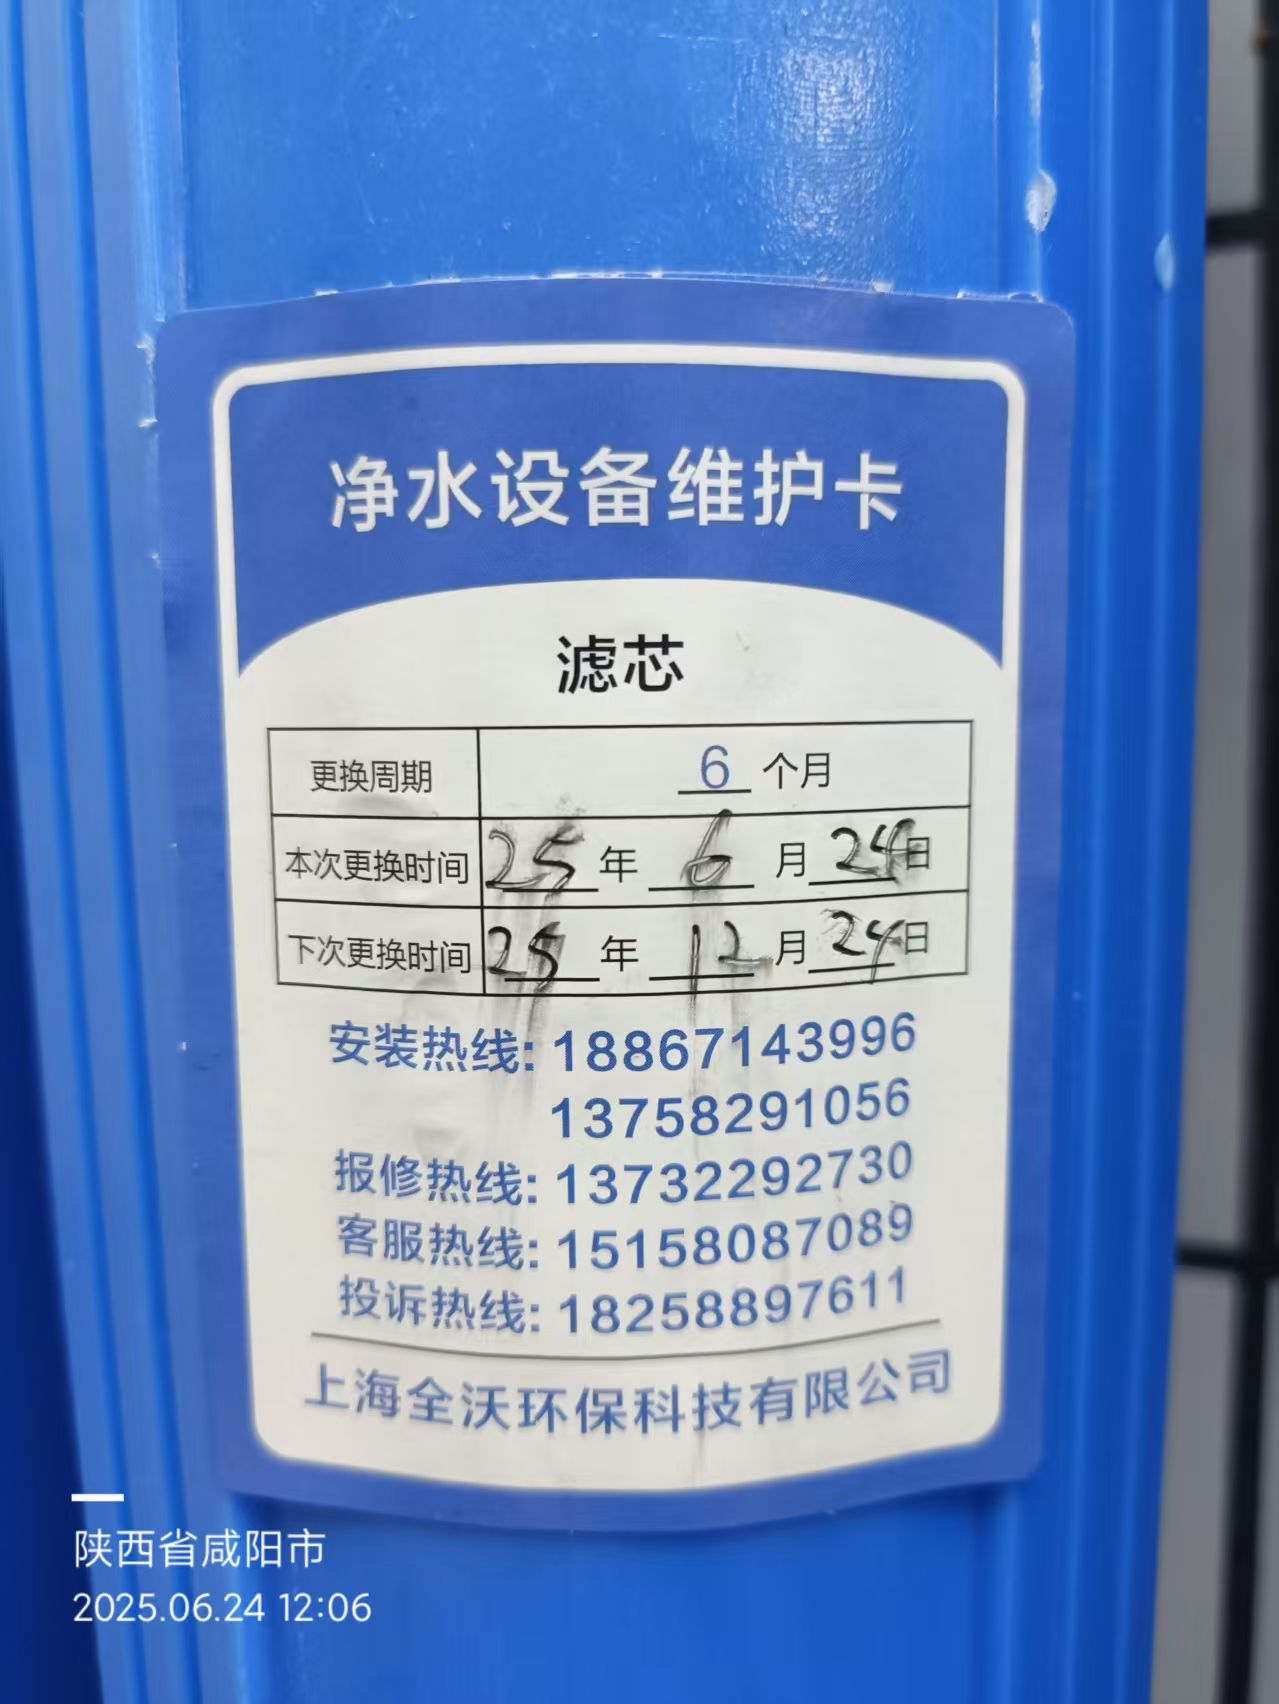 净水设备维护卡
滤芯
更换周期 6 个月
本次更换时间 25 年 6 月 24 日
下次更换时间 25 年 12 月 24 日
安装热线: 18867143996
13758291056
报修热线: 13732292730
客服热线: 15158087089
投诉热线: 18258897611
上海全沃环保科技有限公司
陕西省咸阳市
2025.06.24 12:06